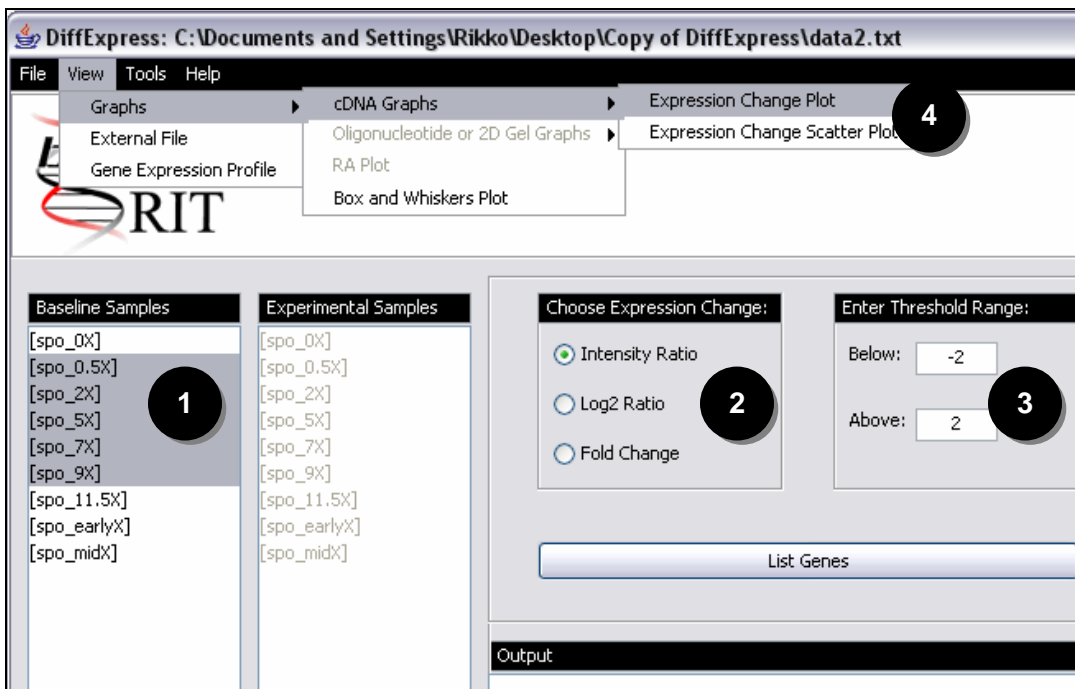 DiffExpress: C:\Documents and Settings\Rikko\Desktop\Copy of DiffExpress\data2.txt
File View Tools Help
Graphs
External File
Gene Expression Profile
cDNA Graphs
Oligonucleotide or 2D Gel Graphs
RA Plot
Box and Whiskers Plot
Expression Change Plot
Expression Change Scatter Plot
4
RIT
Baseline Samples
[spo_0X]
[spo_0.5X]
[spo_2X]
[spo_5X]
[spo_7X]
[spo_9X]
[spo_11.5X]
[spo_earlyX]
[spo_midX]
1
Experimental Samples
[spo_0X]
[spo_0.5X]
[spo_2X]
[spo_5X]
[spo_7X]
[spo_9X]
[spo_11.5X]
[spo_earlyX]
[spo_midX]
Choose Expression Change:
Intensity Ratio
Log2 Ratio
Fold Change
2
Enter Threshold Range:
Below: -2
Above: 2
3
List Genes
Output